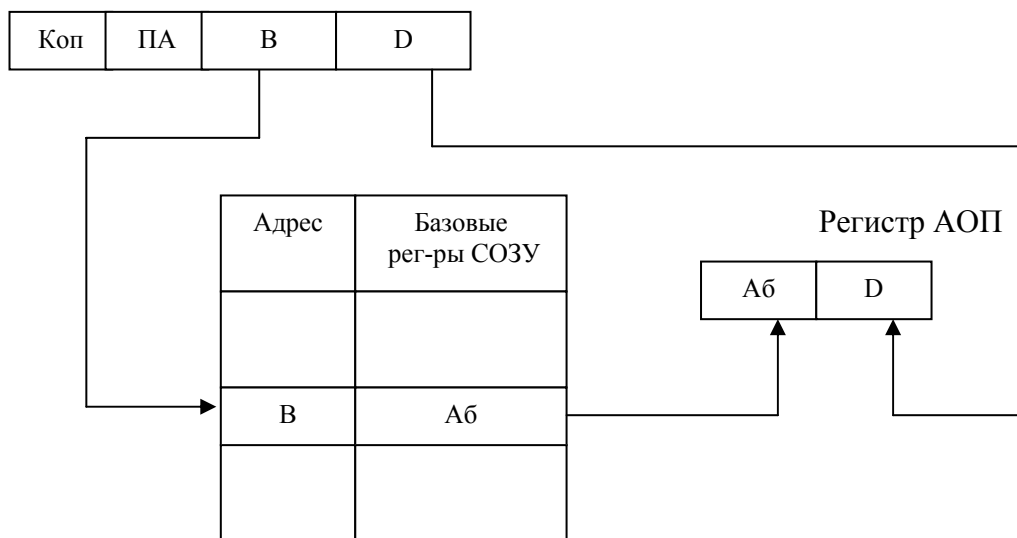 Коп ПА B D
Адрес
Базовые
рег-ры СОЗУ
Регистр АОП
Аб D
B Аб